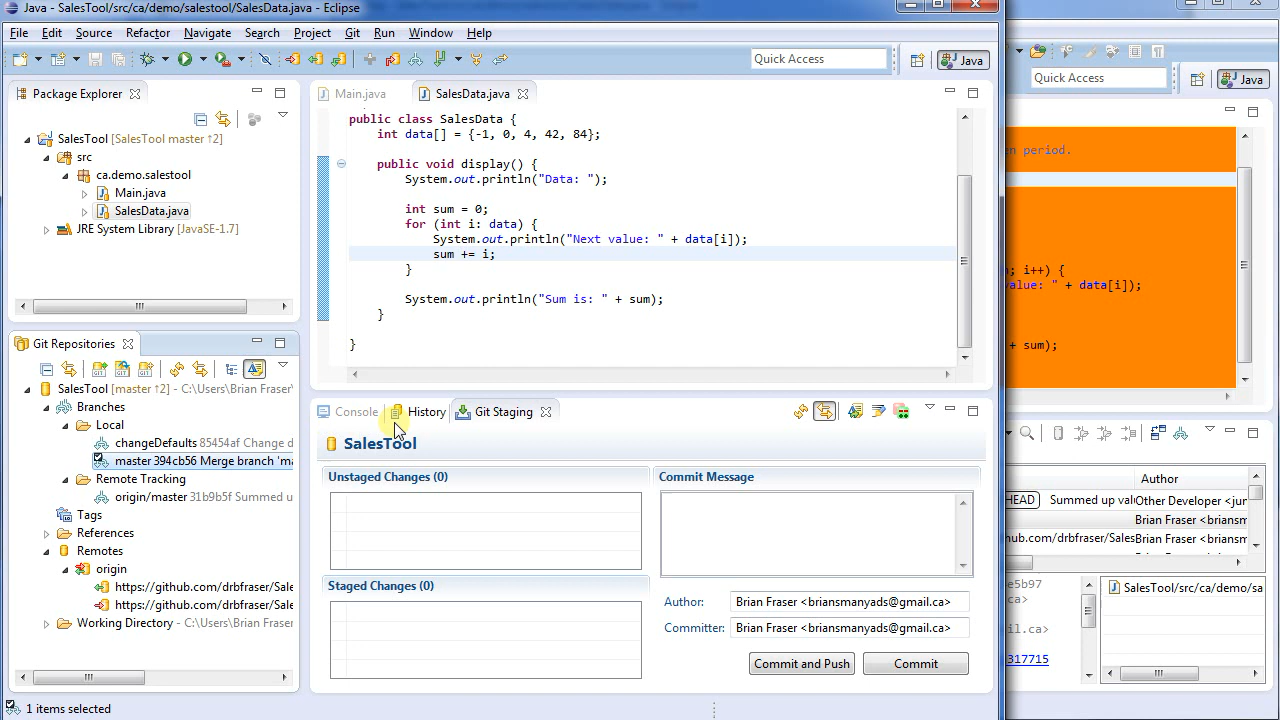 Java - SalesTool/src/ca/demo/salestool/SalesData.java - Eclipse
File Edit Source Refactor Navigate Search Project Git Run Window Help
Quick Access
Java
Package Explorer
SalesTool [SalesTool master ↑2]
src
ca.demo.salestool
Main.java
SalesData.java
JRE System Library [JavaSE-1.7]
Main.java
SalesData.java
public class SalesData {
int data[] = {-1, 0, 4, 42, 84};
public void display() {
System.out.println("Data: ");
int sum = 0;
for (int i: data) {
System.out.println("Next value: " + data[i]);
sum += i;
}
System.out.println("Sum is: " + sum);
}
}
Git Repositories
SalesTool [master ↑2] - C:\Users\Brian Fraser\
Branches
Local
changeDefaults 85454af Change d
master 394cb56 Merge branch 'ma
Remote Tracking
origin/master 31b9b5f Summed u
Tags
References
Remotes
origin
https://github.com/drbfraser/Sale
https://github.com/drbfraser/Sale
Working Directory - C:\Users\Brian Fraser
1 items selected
Console
History
Git Staging
SalesTool
Unstaged Changes (0)
Staged Changes (0)
Commit Message
Author: Brian Fraser <briansmanyads@gmail.ca>
Committer: Brian Fraser <briansmanyads@gmail.ca>
Commit and Push
Commit
Quick Access
Java
en period.
; i++) {
value: " + data[i]);
+ sum);
Author
HEAD Summed up val Other Developer <jun
Brian Fraser <briansm
hub.com/drbfraser/Sales Brian Fraser <briansm
e5b97
ca>
il.ca>
317715
SalesTool/src/ca/demo/sa